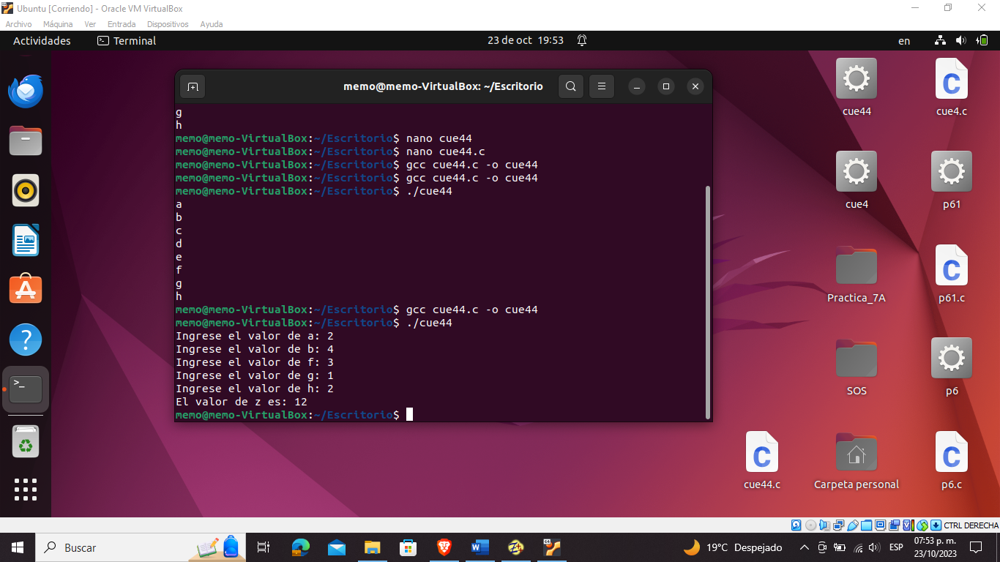 Ubuntu [Corriendo] - Oracle VM VirtualBox
Archivo Máquina Ver Entrada Dispositivos Ayuda
Actividades Terminal 23 de oct 19:53 en
memo@memo-VirtualBox: ~/Escritorio
g
h
memo@memo-VirtualBox:~/Escritorio$ nano cue44
memo@memo-VirtualBox:~/Escritorio$ nano cue44.c
memo@memo-VirtualBox:~/Escritorio$ gcc cue44.c -o cue44
memo@memo-VirtualBox:~/Escritorio$ gcc cue44.c -o cue44
memo@memo-VirtualBox:~/Escritorio$ ./cue44
a
b
c
d
e
f
g
h
memo@memo-VirtualBox:~/Escritorio$ gcc cue44.c -o cue44
memo@memo-VirtualBox:~/Escritorio$ ./cue44
Ingrese el valor de a: 2
Ingrese el valor de b: 4
Ingrese el valor de f: 3
Ingrese el valor de g: 1
Ingrese el valor de h: 2
El valor de z es: 12
memo@memo-VirtualBox:~/Escritorio$
cue44 cue4.c
cue4 p61
Practica_7A p61.c
SOS p6
cue44.c Carpeta personal p6.c
CTRL DERECHA
Buscar 19°C Despejado ESP 07:53 p. m.
23/10/2023